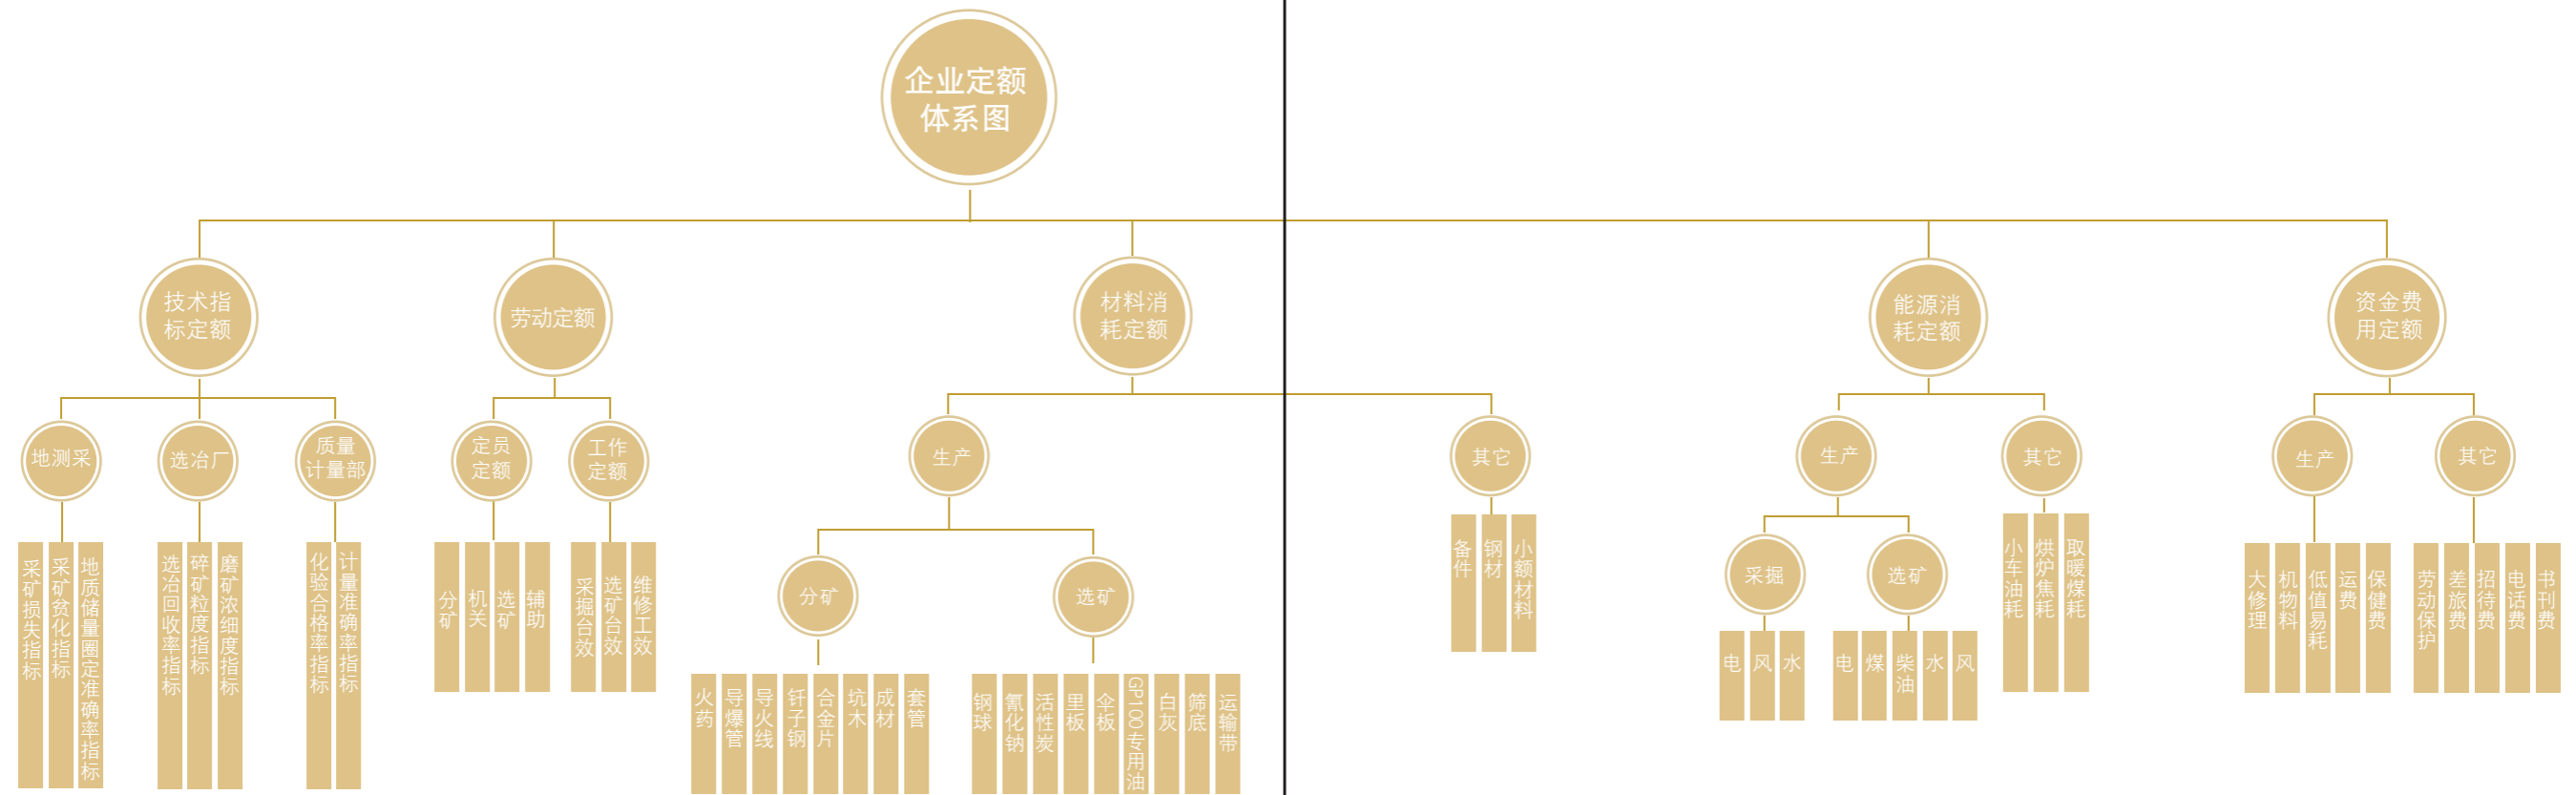 企业定额
体系图
技术指
标定额
劳动定额
材料消
耗定额
能源消
耗定额
资金费
用定额
地测采
选冶厂
质量
计量部
定员
定额
工作
定额
生产
其它
生产
其它
生产
其它
分矿
选矿
采掘
选矿
采矿损失指标
采矿贫化指标
地质储量圈定准确率指标
选冶回收率指标
碎矿粒度指标
磨矿浓细度指标
化验合格率指标
计量准确率指标
分矿
机关
选矿
辅助
采掘台效
选矿台效
维修工效
火药
导爆管
导火线
钎子钢
合金片
坑木
成材
套管
钢球
氰化钠
活性炭
里板
伞板
GP100专用油
白灰
筛底
运输带
备件
钢材
小额材料
电
风
水
电
煤
柴油
水
风
小车油耗
烘炉焦耗
取暖煤耗
大修理
机物料
低值易耗
运费
保健费
劳动保护
差旅费
招待费
电话费
书刊费